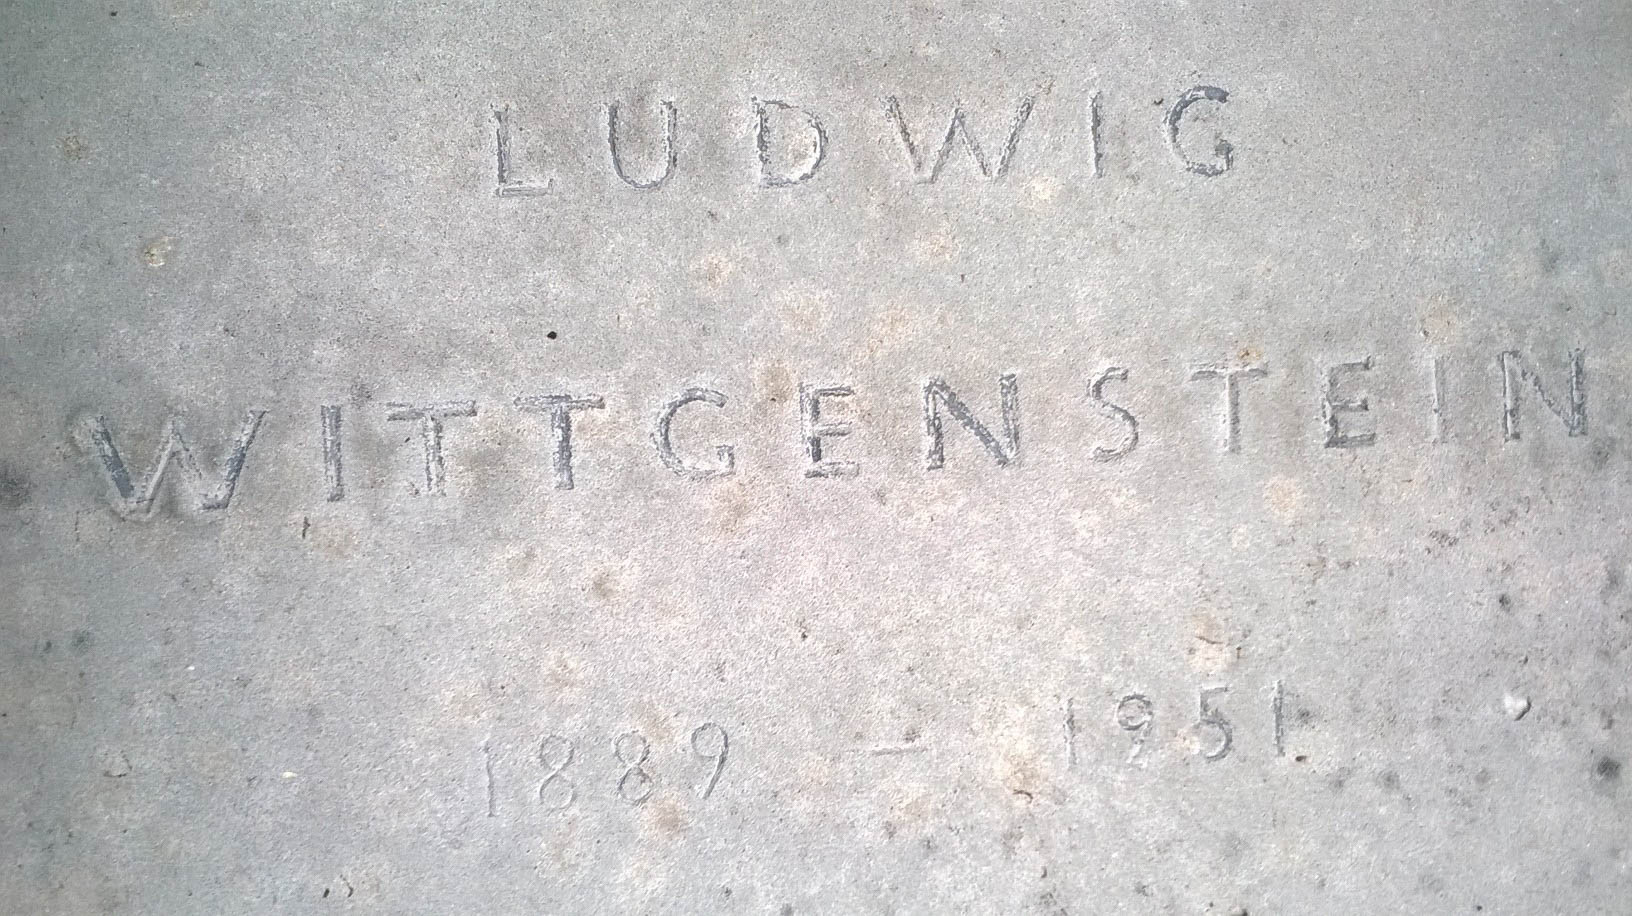 LUDWIG
WITTGENSTEIN
1889 — 1951